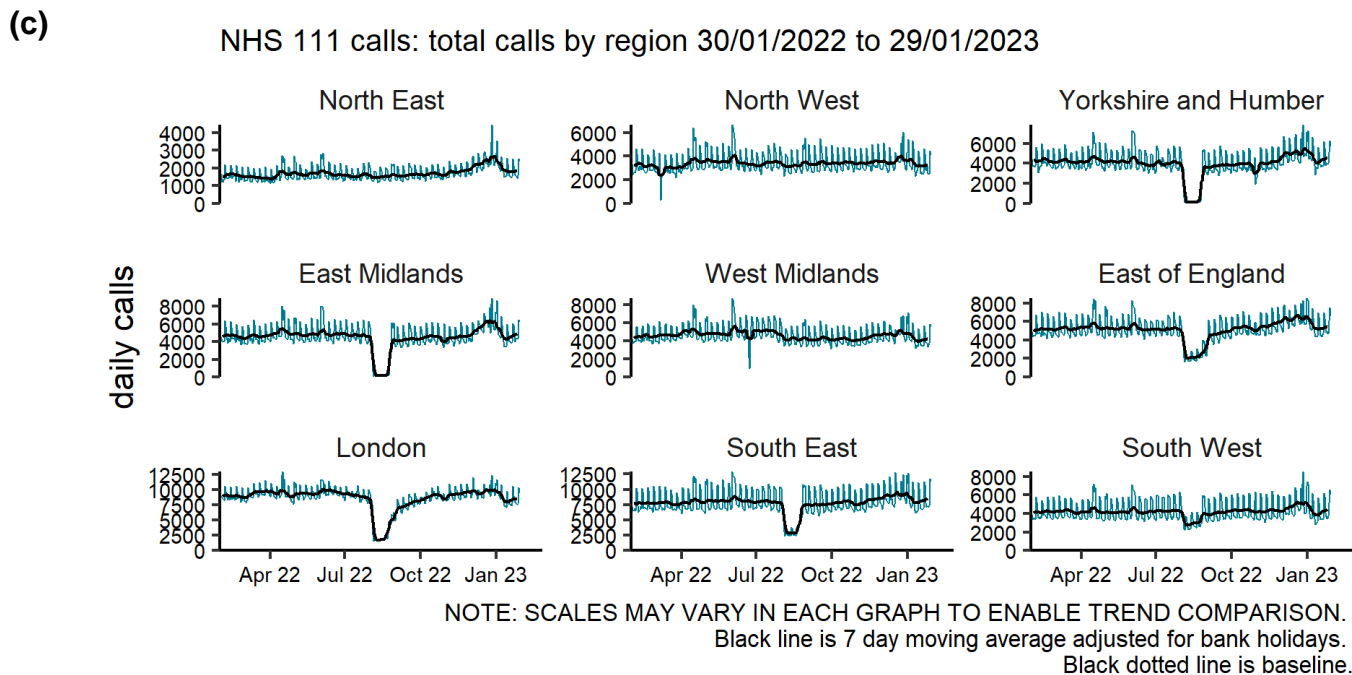 (c)
NHS 111 calls: total calls by region 30/01/2022 to 29/01/2023
North East
4000
3000
2000
1000
0
North West
6000
4000
2000
0
Yorkshire and Humber
6000
4000
2000
0
daily calls
East Midlands
8000
6000
4000
2000
0
West Midlands
8000
6000
4000
2000
0
East of England
8000
6000
4000
2000
0
London
12500
10000
7500
5000
2500
0
Apr 22 Jul 22 Oct 22 Jan 23
South East
12500
10000
7500
5000
2500
0
Apr 22 Jul 22 Oct 22 Jan 23
South West
8000
6000
4000
2000
0
Apr 22 Jul 22 Oct 22 Jan 23
NOTE: SCALES MAY VARY IN EACH GRAPH TO ENABLE TREND COMPARISON.
Black line is 7 day moving average adjusted for bank holidays.
Black dotted line is baseline.